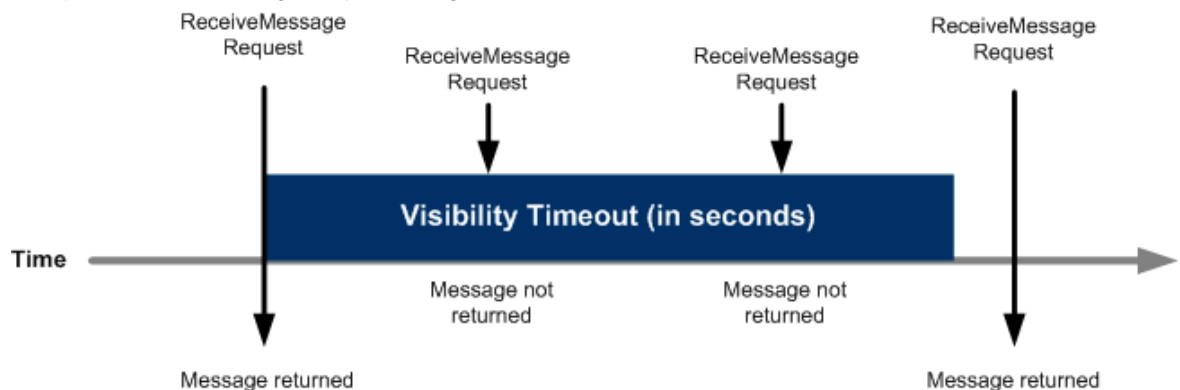 ReceiveMessage
Request
ReceiveMessage
Request
ReceiveMessage
Request
ReceiveMessage
Request
Visibility Timeout (in seconds)
Time
Message not
returned
Message not
returned
Message returned
Message returned